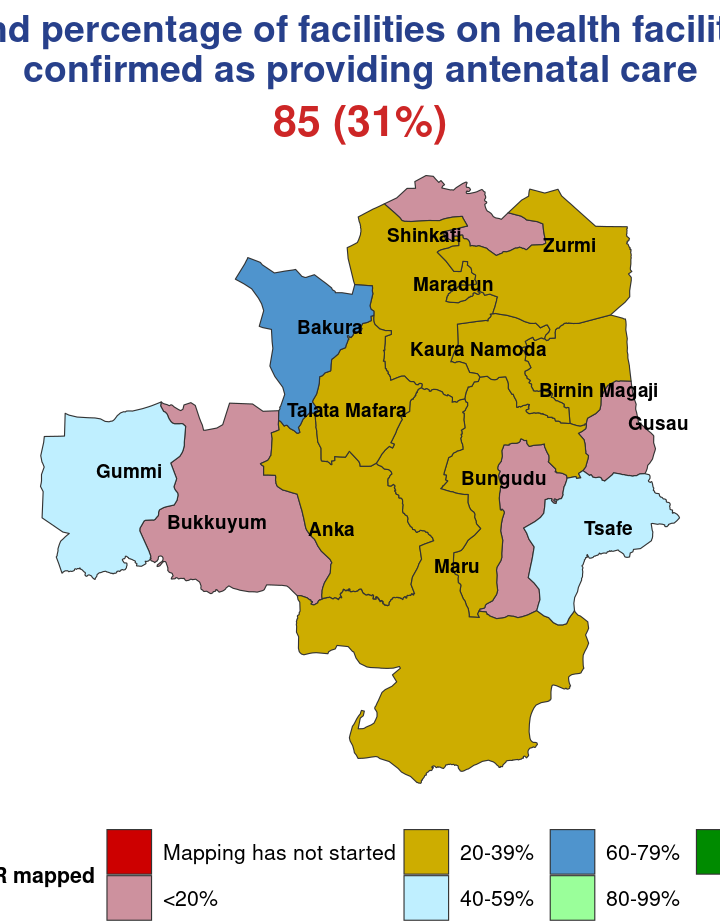 nd percentage of facilities on health facilit
confirmed as providing antenatal care
85 (31%)
Shinkafi
Zurmi
Maradun
Bakura
Kaura Namoda
Birnin Magaji
Talata Mafara
Gusau
Gummi
Bungudu
Bukkuyum
Anka
Tsafe
Maru
R mapped
Mapping has not started
20-39%
60-79%
<20%
40-59%
80-99%